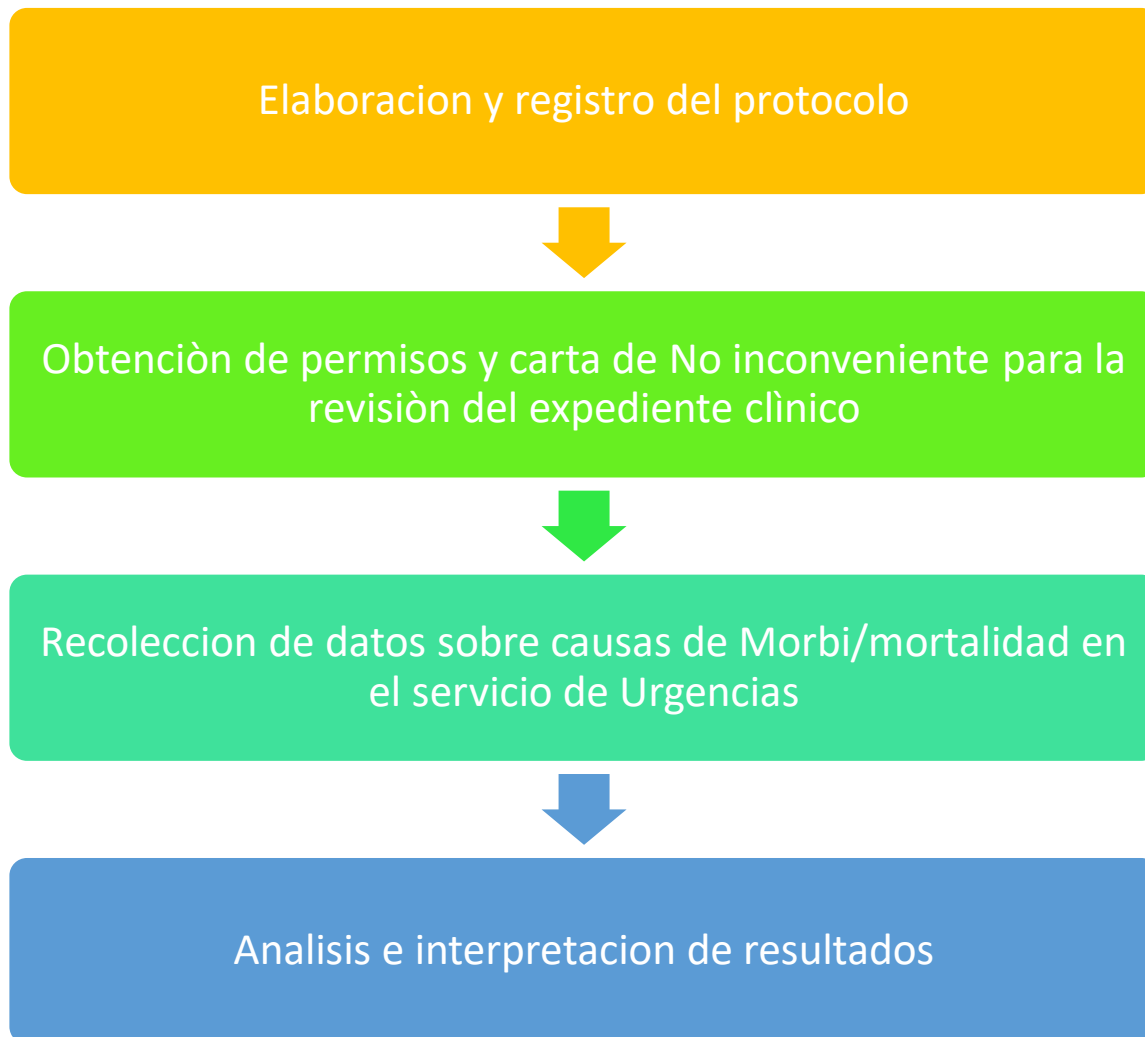 Elaboracion y registro del protocolo
Obtenciòn de permisos y carta de No inconveniente para la
revisiòn del expediente clìnico
Recoleccion de datos sobre causas de Morbi/mortalidad en
el servicio de Urgencias
Analisis e interpretacion de resultados